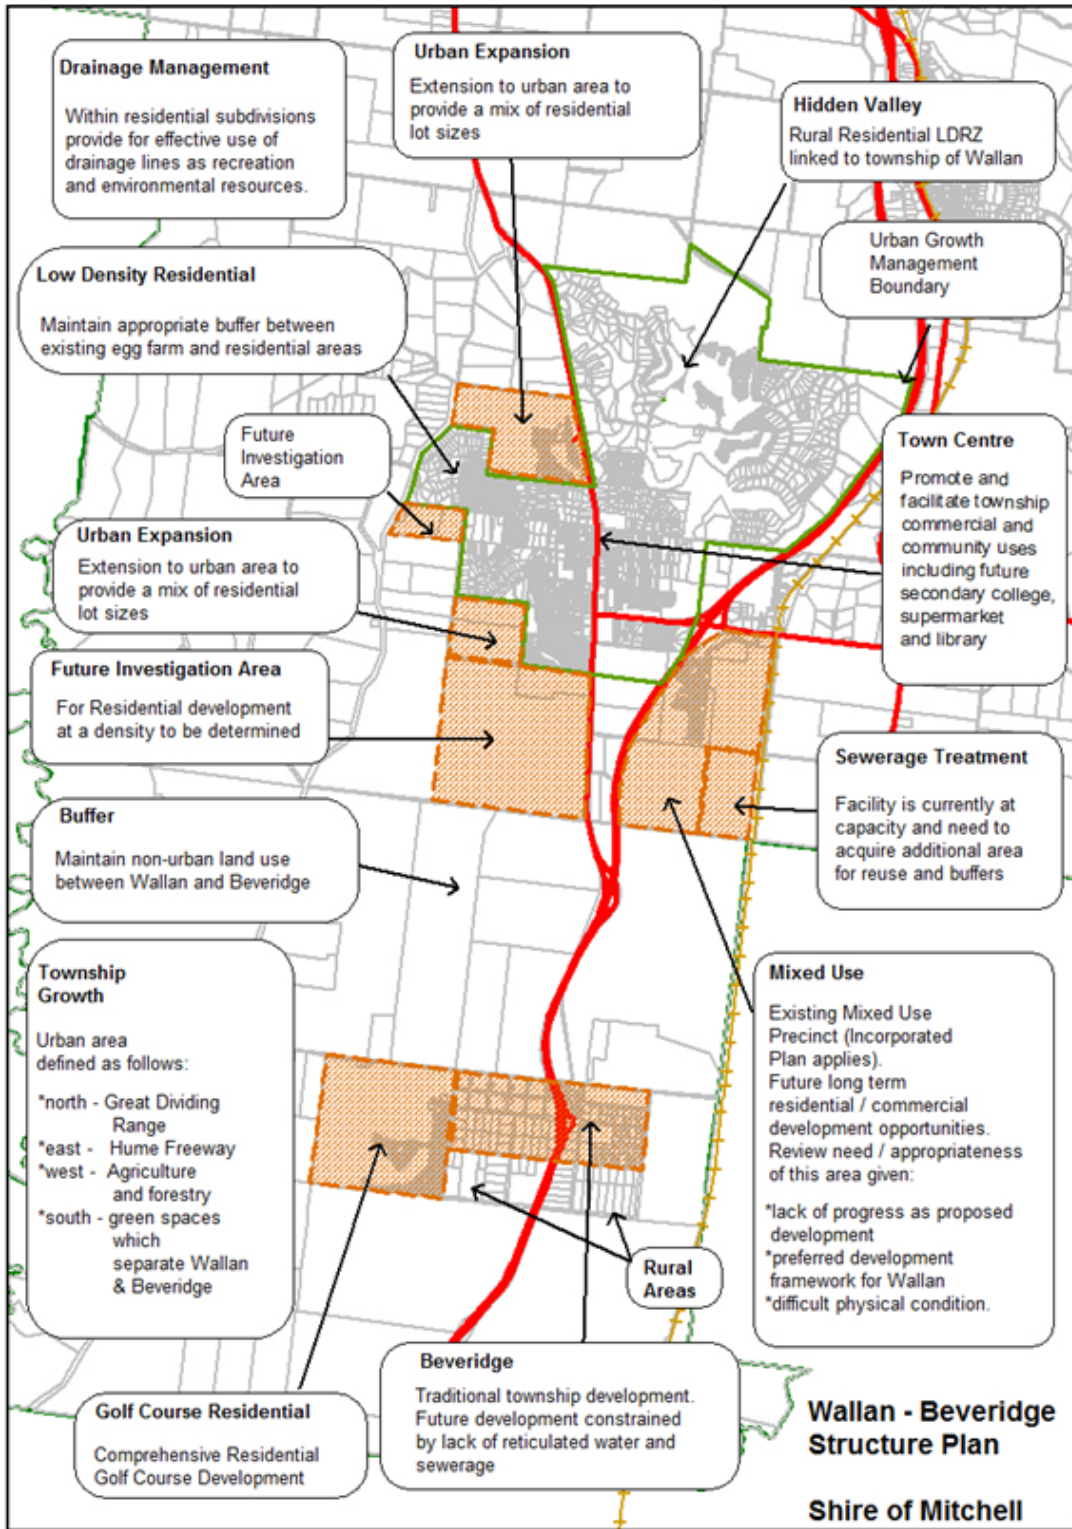 Drainage Management
Within residential subdivisions
provide for effective use of
drainage lines as recreation
and environmental resources.
Urban Expansion
Extension to urban area to
provide a mix of residential
lot sizes
Hidden Valley
Rural Residential LDRZ
linked to township of Wallan
Urban Growth
Management
Boundary
Low Density Residential
Maintain appropriate buffer between
existing egg farm and residential areas
Future
Investigation
Area
Town Centre
Promote and
facilitate township
commercial and
community uses
including future
secondary college,
supermarket
and library
Urban Expansion
Extension to urban area to
provide a mix of residential
lot sizes
Future Investigation Area
For Residential development
at a density to be determined
Sewerage Treatment
Facility is currently at
capacity and need to
acquire additional area
for reuse and buffers
Buffer
Maintain non-urban land use
between Wallan and Beveridge
Township
Growth
Urban area
defined as follows:
*north - Great Dividing
Range
*east - Hume Freeway
*west - Agriculture
and forestry
*south - green spaces
which
separate Wallan
& Beveridge
Mixed Use
Existing Mixed Use
Precinct (Incorporated
Plan applies).
Future long term
residential / commercial
development opportunities.
Review need / appropriateness
of this area given:
*lack of progress as proposed
development
*preferred development
framework for Wallan
*difficult physical condition.
Rural
Areas
Golf Course Residential
Comprehensive Residential
Golf Course Development
Beveridge
Traditional township development.
Future development constrained
by lack of reticulated water and
sewerage
Wallan - Beveridge
Structure Plan
Shire of Mitchell